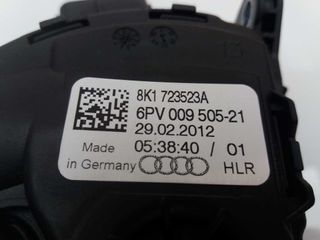 8K1 723523A
6PV 009 505-21
29.02.2012
Made 05:38:40 / 01
in Germany HLR